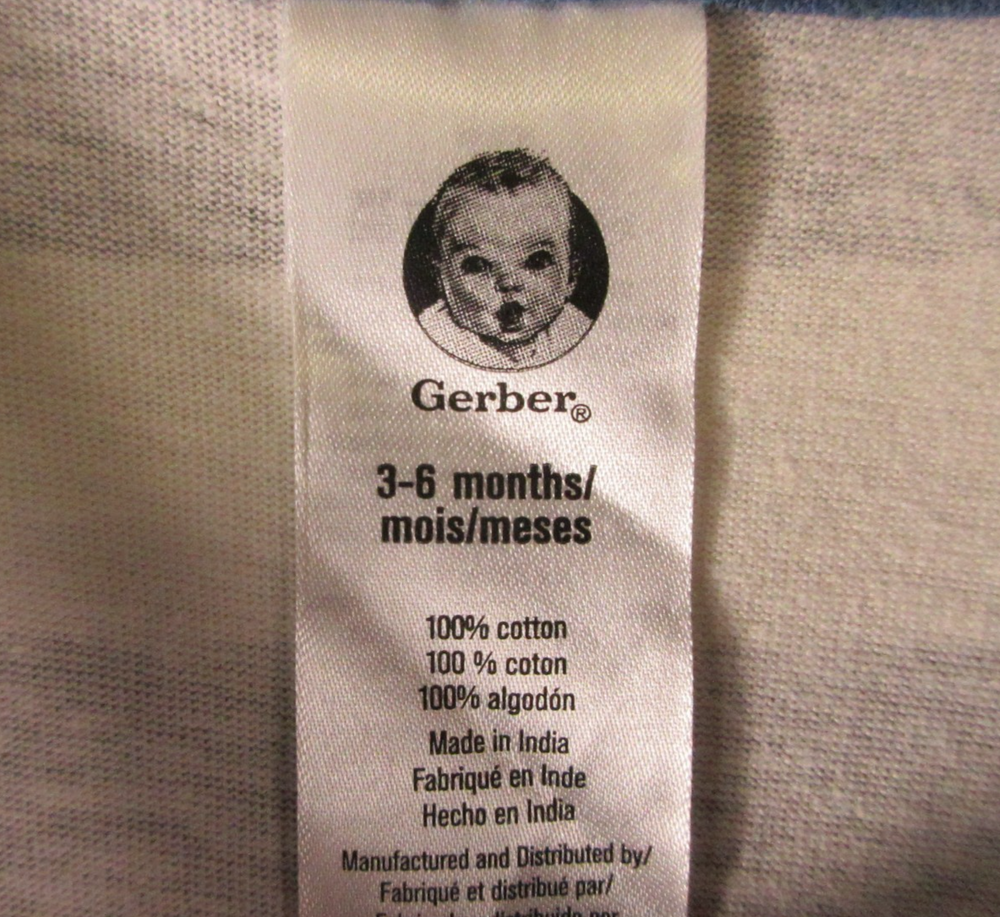 Gerber®
3-6 months/
mois/meses
100% cotton
100 % coton
100% algodón
Made in India
Fabriqué en Inde
Hecho en India
Manufactured and Distributed by/
Fabriqué et distribué par/